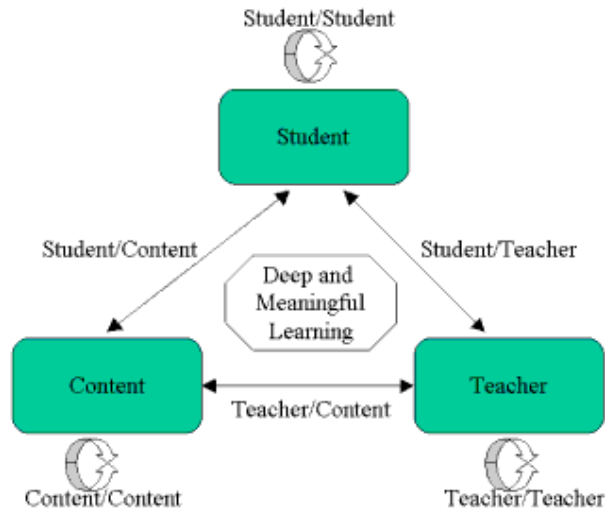 Student/Student
Student
Student/Content
Student/Teacher
Deep and
Meaningful
Learning
Content
Teacher
Teacher/Content
Content/Content
Teacher/Teacher